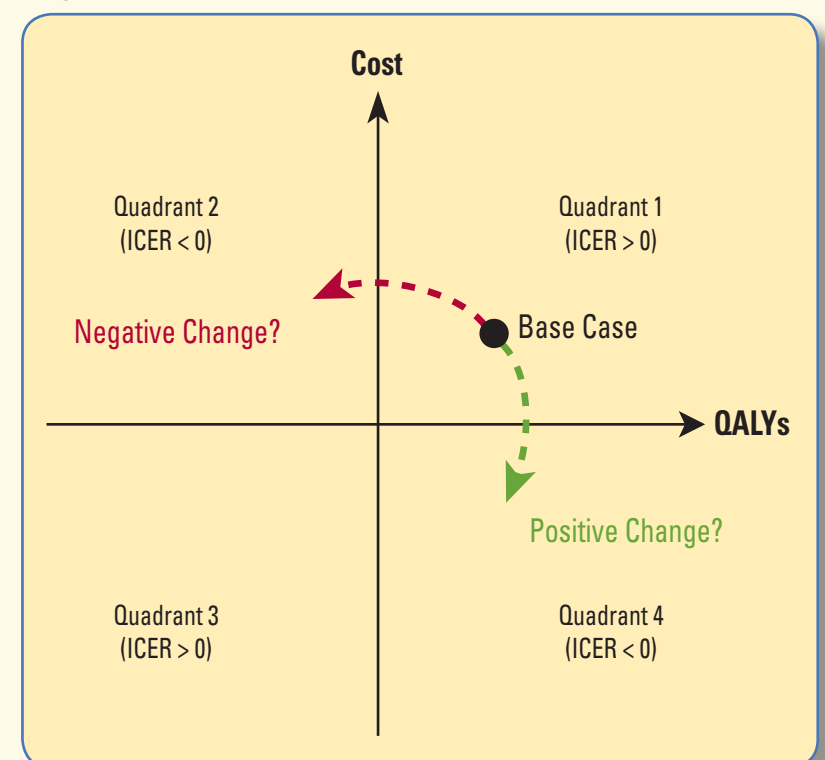 Cost
Quadrant 2
(ICER < 0)
Quadrant 1
(ICER > 0)
Negative Change?
Base Case
QALYs
Positive Change?
Quadrant 3
(ICER > 0)
Quadrant 4
(ICER < 0)